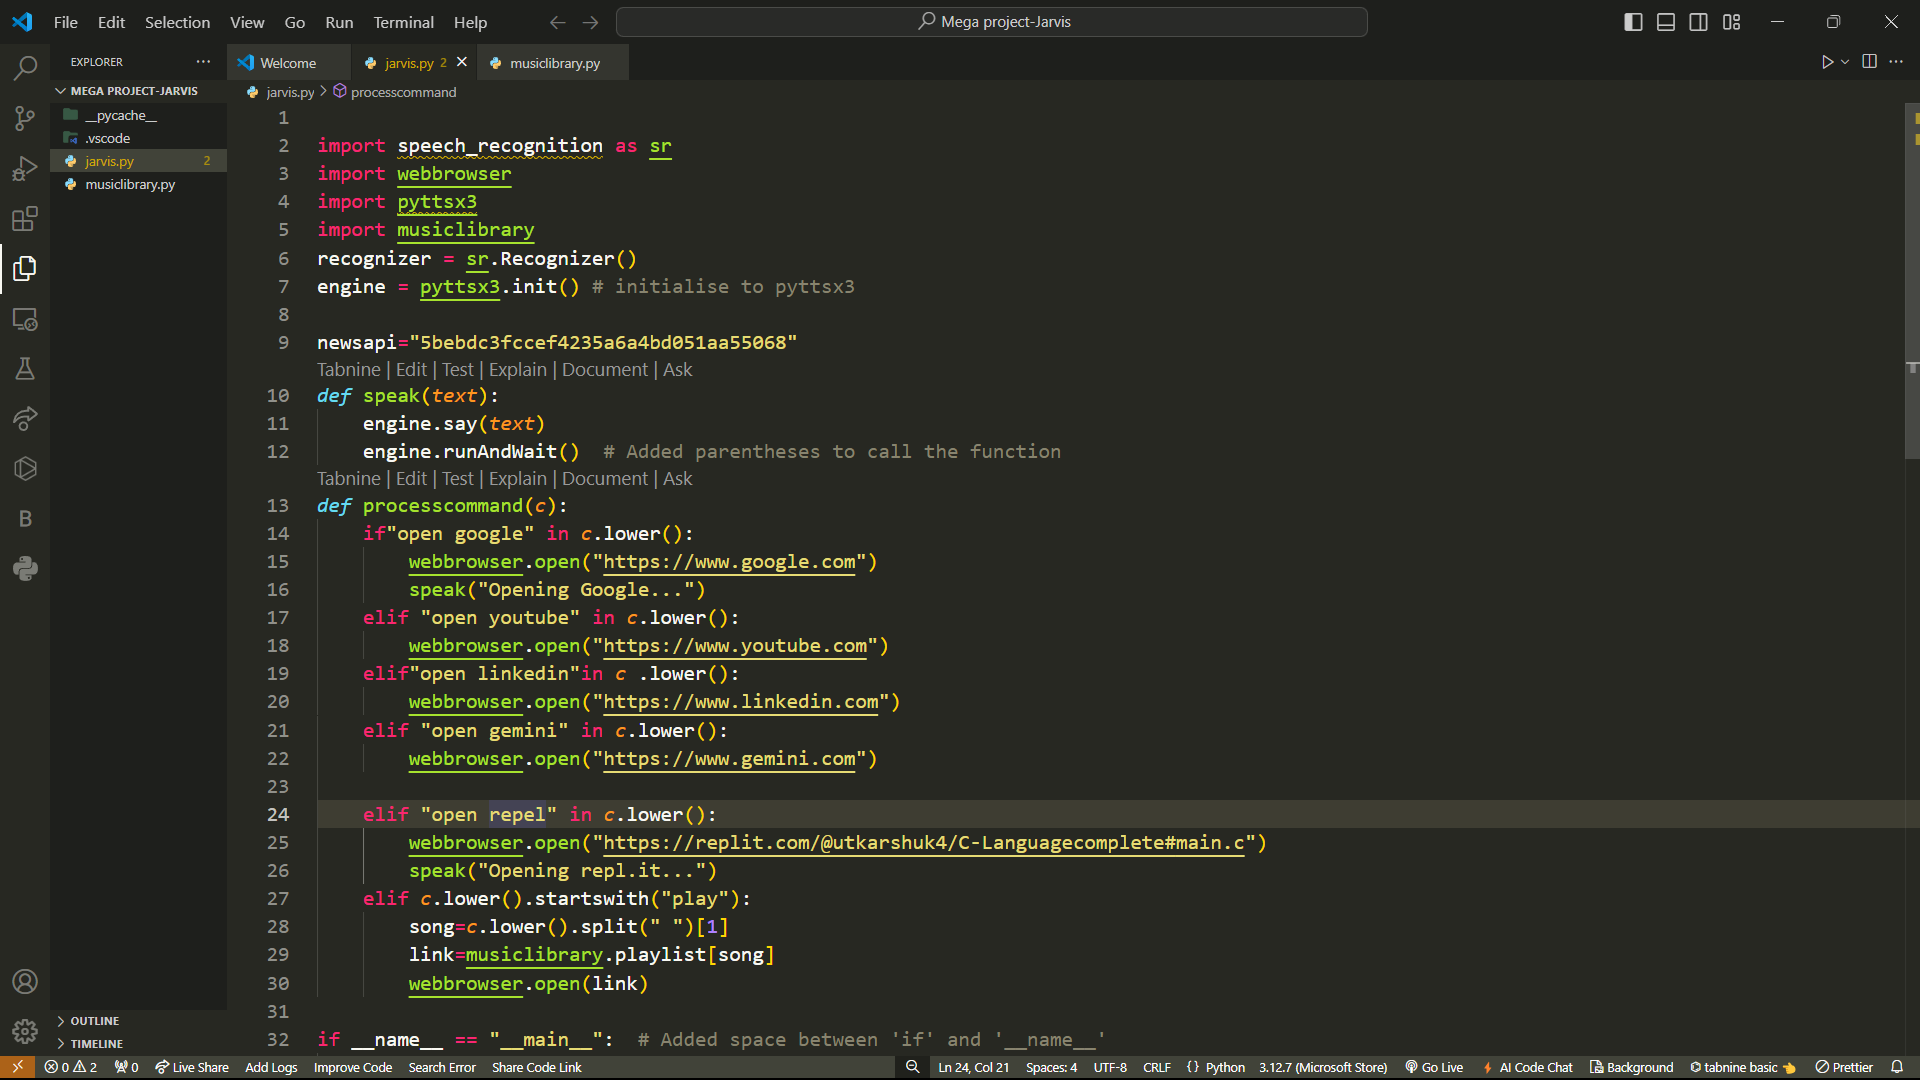 File Edit Selection View Go Run Terminal Help
Mega project-Jarvis
EXPLORER
MEGA PROJECT-JARVIS
__pycache__
.vscode
jarvis.py 2
musiclibrary.py
OUTLINE
TIMELINE
Welcome jarvis.py 2 musiclibrary.py
jarvis.py > processcommand
1
2 import speech_recognition as sr
3 import webbrowser
4 import pyttsx3
5 import musiclibrary
6 recognizer = sr.Recognizer()
7 engine = pyttsx3.init() # initialise to pyttsx3
8
9 newsapi="5bebdc3fccef4235a6a4bd051aa55068"
Tabnine | Edit | Test | Explain | Document | Ask
10 def speak(text):
11 engine.say(text)
12 engine.runAndWait()  # Added parentheses to call the function
Tabnine | Edit | Test | Explain | Document | Ask
13 def processcommand(c):
14 if"open google" in c.lower():
15 webbrowser.open("https://www.google.com")
16 speak("Opening Google...")
17 elif "open youtube" in c.lower():
18 webbrowser.open("https://www.youtube.com")
19 elif"open linkedin"in c .lower():
20 webbrowser.open("https://www.linkedin.com")
21 elif "open gemini" in c.lower():
22 webbrowser.open("https://www.gemini.com")
23
24 elif "open repel" in c.lower():
25 webbrowser.open("https://replit.com/@utkarshuk4/C-Languagecomplete#main.c")
26 speak("Opening repl.it...")
27 elif c.lower().startswith("play"):
28 song=c.lower().split(" ")[1]
29 link=musiclibrary.playlist[song]
30 webbrowser.open(link)
31
32 if __name__ == "__main__":  # Added space between 'if' and '__name__'
0 2 0 Live Share Add Logs Improve Code Search Error Share Code Link Ln 24, Col 21 Spaces: 4 UTF-8 CRLF {} Python 3.12.7 (Microsoft Store) Go Live AI Code Chat Background tabnine basic Prettier